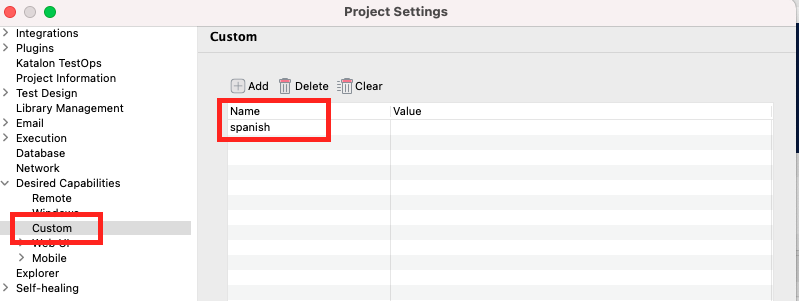 Project Settings
Integrations
Plugins
Katalon TestOps
Project Information
Test Design
Library Management
Email
Execution
Database
Network
Desired Capabilities
Remote
Windows
Custom
Web UI
Mobile
Explorer
Self-healing
Custom
Add Delete Clear
Name Value
spanish